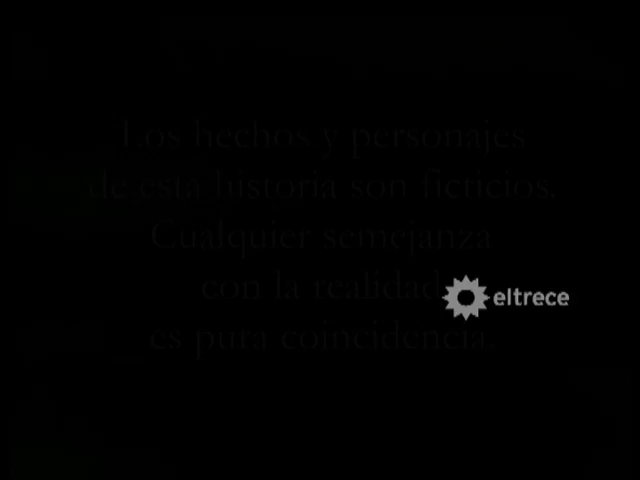 Los hechos y personajes
de esta historia son ficticios.
Cualquier semejanza
con la realidad
eltrece
es pura coincidencia.